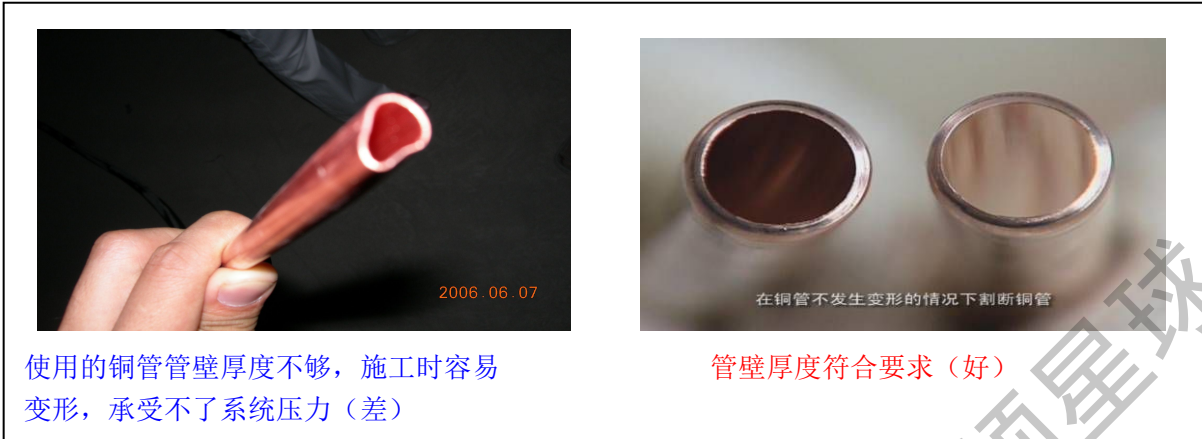 2006.06.07
在铜管不发生变形的情况下割断铜管
使用的铜管管壁厚度不够，施工时容易
变形，承受不了系统压力（差）
管壁厚度符合要求（好）
星球